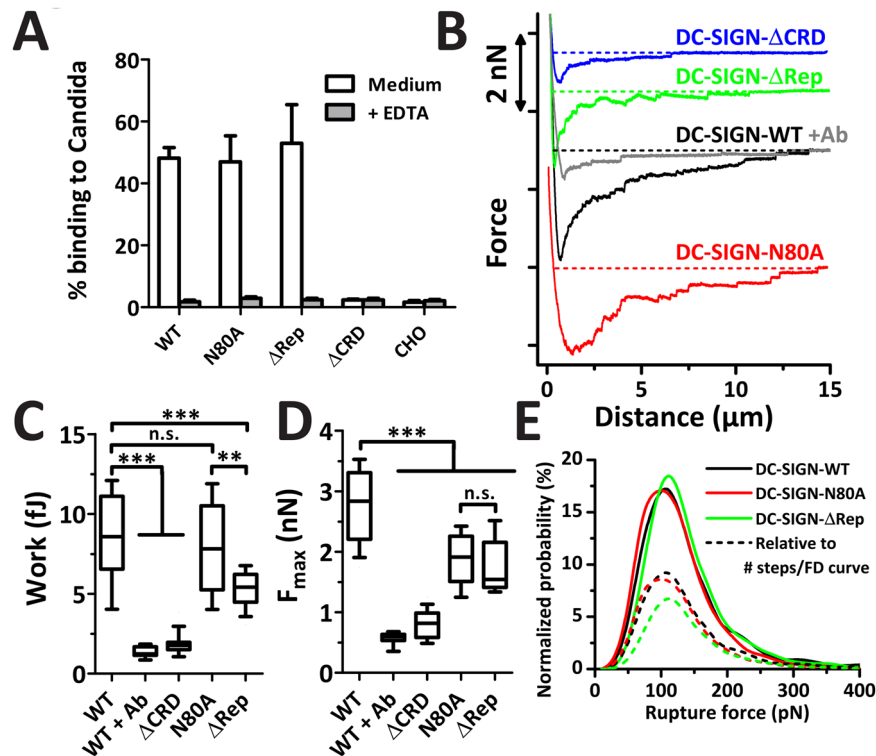 A
% binding to Candida
80
60
40
20
0
Medium
+ EDTA
WT
N80A
ΔRep
ΔCRD
CHO
B
2 nN
Force
DC-SIGN-ΔCRD
DC-SIGN-ΔRep
DC-SIGN-WT +Ab
DC-SIGN-N80A
0
5
10
15
Distance (μm)
C
Work (fJ)
15
10
5
0
***
n.s.
***
**
WT
WT + Ab
ΔCRD
N80A
ΔRep
D
Fmax (nN)
4
3
2
1
0
***
n.s.
WT
WT + Ab
ΔCRD
N80A
ΔRep
E
Normalized probability (%)
20
15
10
5
0
DC-SIGN-WT
DC-SIGN-N80A
DC-SIGN-ΔRep
Relative to
# steps/FD curve
0
100
200
300
400
Rupture force (pN)